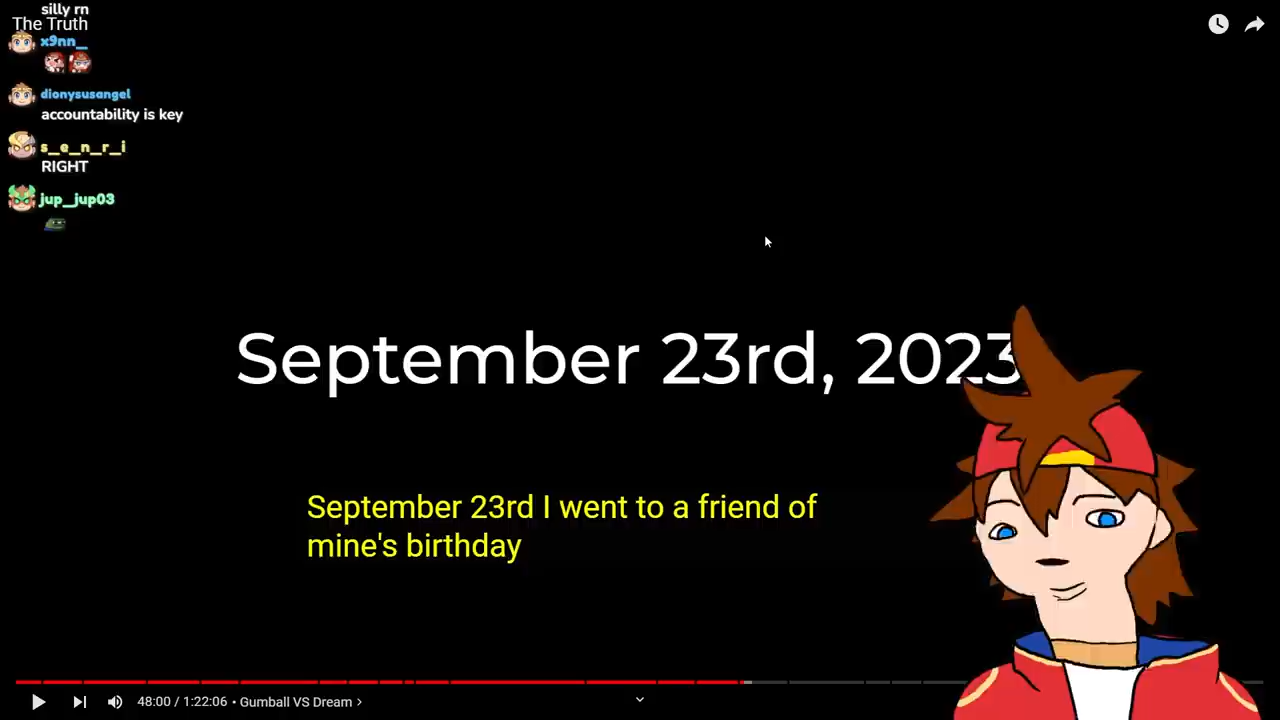 silly rn
The Truth
x9nn__
dionysusangel
accountability is key
s_e_n_r_i
RIGHT
jup_jup03
September 23rd, 2023
September 23rd I went to a friend of
mine's birthday
48:00 / 1:22:06 • Gumball VS Dream